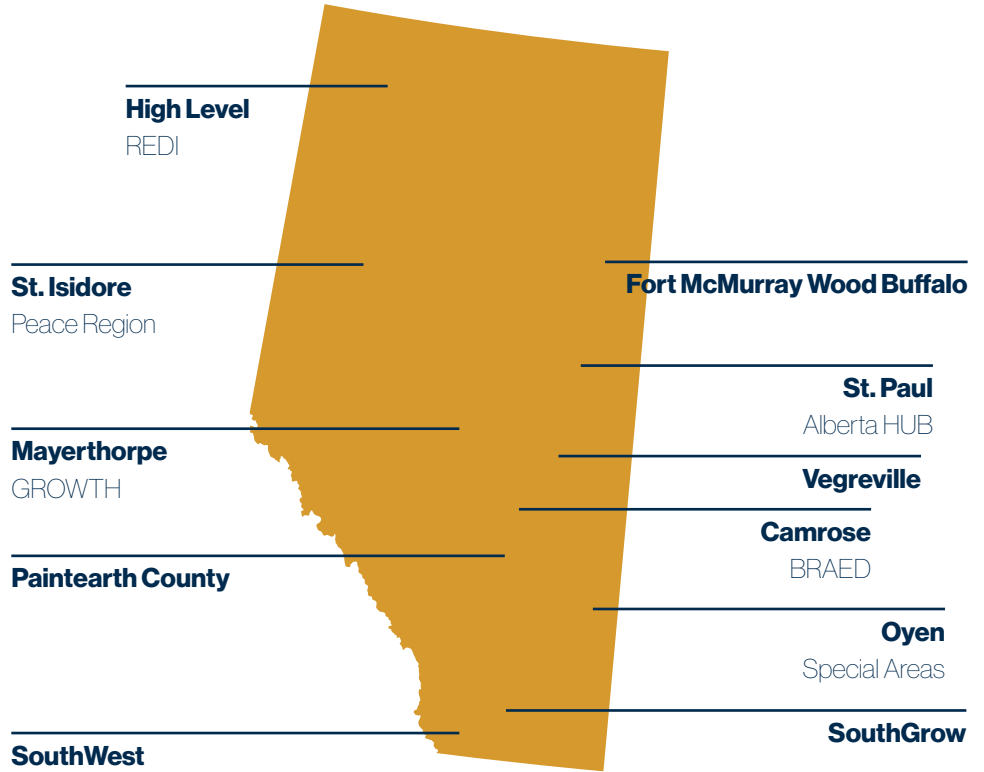 High Level
REDI
St. Isidore
Peace Region
Fort McMurray Wood Buffalo
St. Paul
Alberta HUB
Mayerthorpe
GROWTH
Vegreville
Camrose
BRAED
Paintearth County
Oyen
Special Areas
SouthGrow
SouthWest